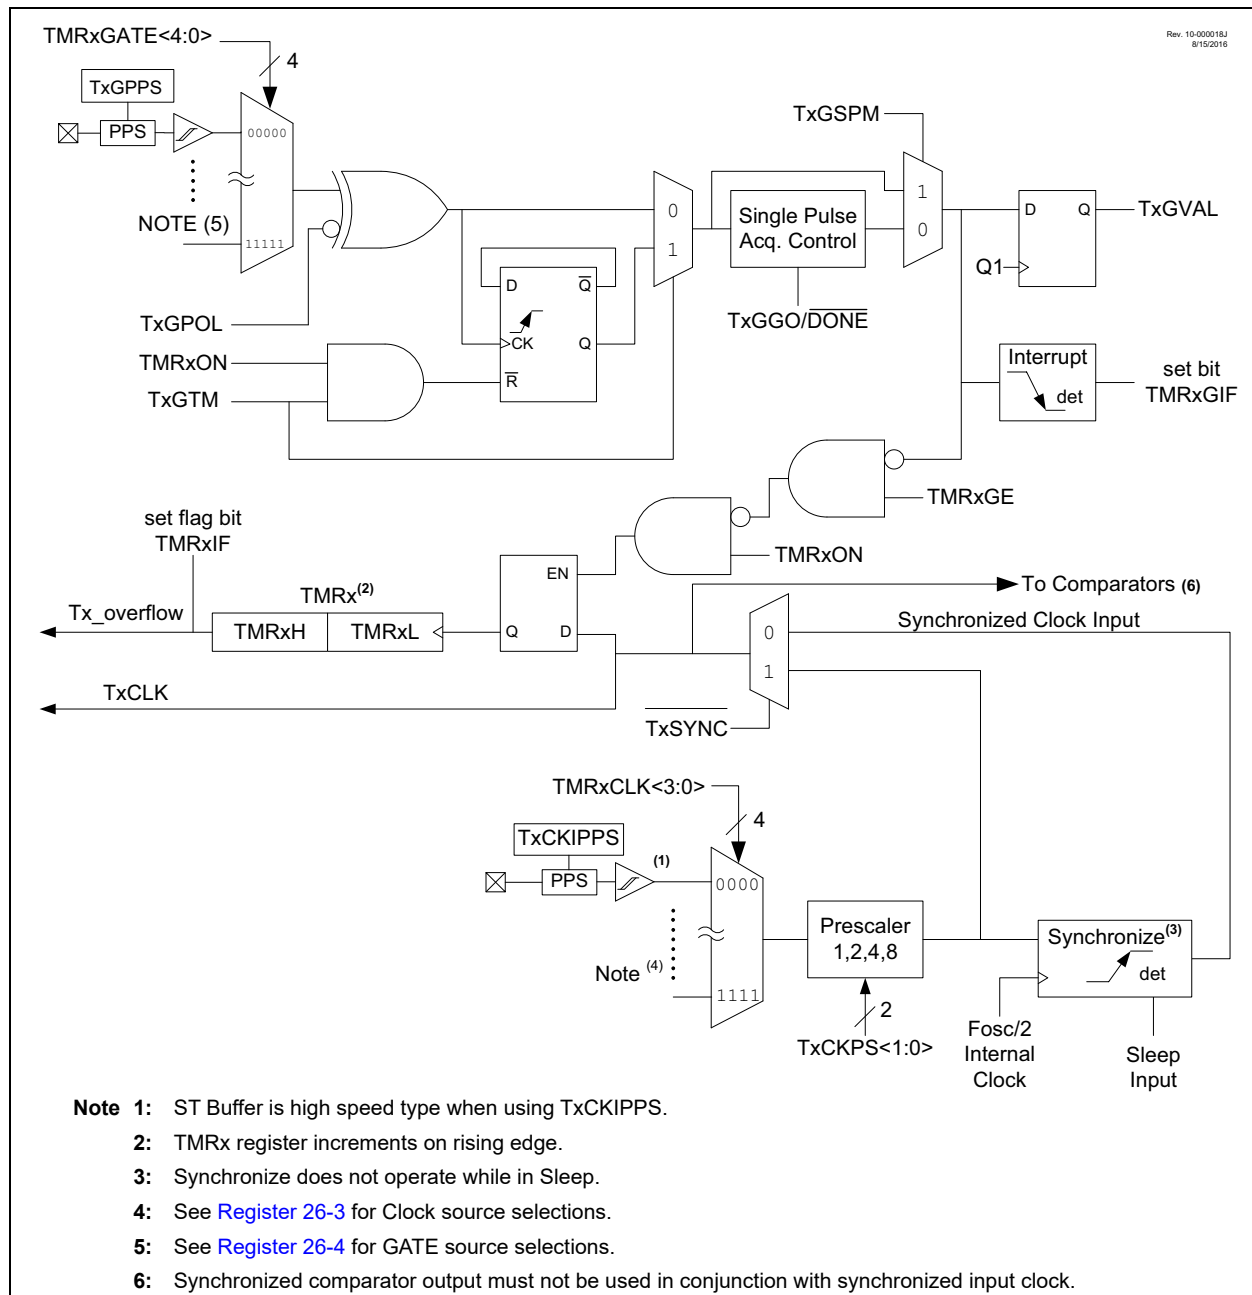 Rev. 10-000018J
8/15/2016
TMRxGATE<4:0>
4
TxGPPS
PPS
00000
NOTE (5)
11111
TxGPOL
TMRxON
TxGTM
D
Q
CK
Q
R
0
1
Single Pulse
Acq. Control
TxGGO/DONE
TxGSPM
1
0
D
Q
Q1
TxGVAL
Interrupt
det
set bit
TMRxGIF
TMRxGE
TMRxON
set flag bit
TMRxIF
Tx_overflow
TMRx(2)
TMRxH
TMRxL
EN
Q
D
To Comparators (6)
Synchronized Clock Input
0
1
TxCLK
TxSYNC
TMRxCLK<3:0>
4
TxCKIPPS
PPS
(1)
0000
Note (4)
1111
Prescaler
1,2,4,8
2
TxCKPS<1:0>
Synchronize(3)
det
Fosc/2
Internal
Clock
Sleep
Input
Note 1: ST Buffer is high speed type when using TxCKIPPS.
2: TMRx register increments on rising edge.
3: Synchronize does not operate while in Sleep.
4: See Register 26-3 for Clock source selections.
5: See Register 26-4 for GATE source selections.
6: Synchronized comparator output must not be used in conjunction with synchronized input clock.